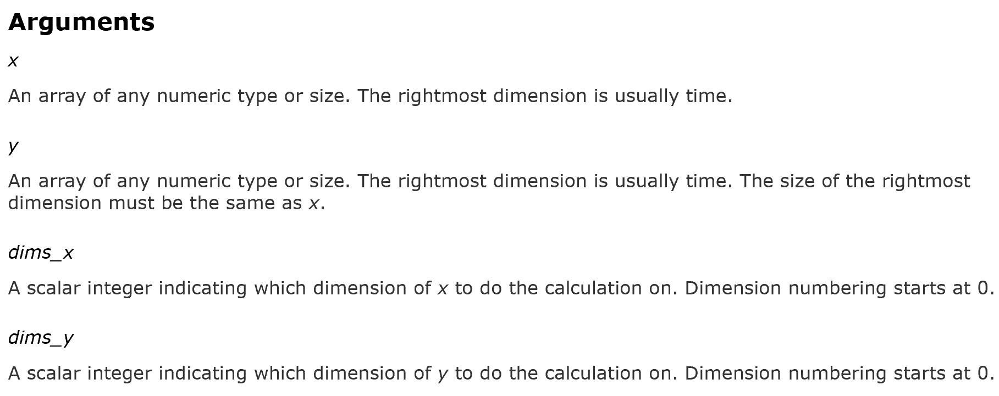 Arguments
x
An array of any numeric type or size. The rightmost dimension is usually time.
y
An array of any numeric type or size. The rightmost dimension is usually time. The size of the rightmost
dimension must be the same as x.
dims_x
A scalar integer indicating which dimension of x to do the calculation on. Dimension numbering starts at 0.
dims_y
A scalar integer indicating which dimension of y to do the calculation on. Dimension numbering starts at 0.